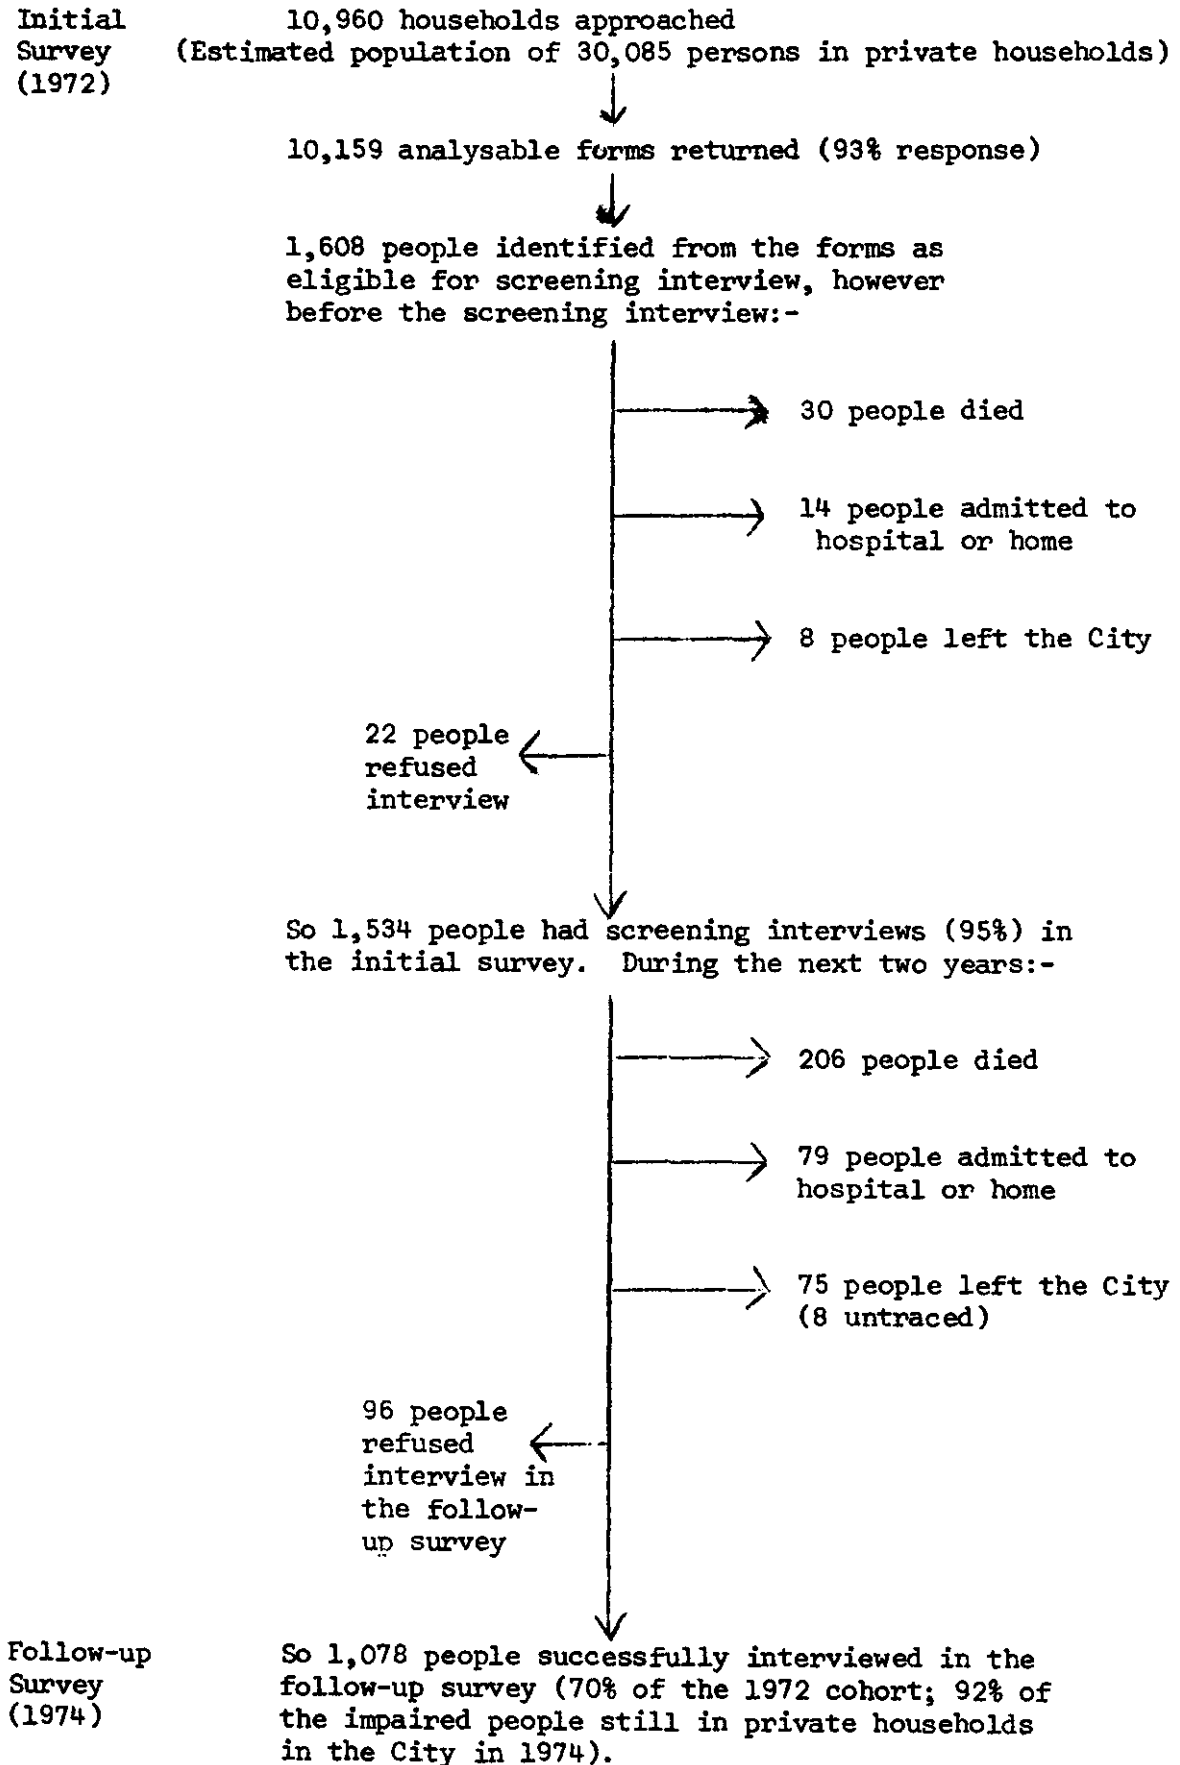 Initial
Survey
(1972)
10,960 households approached
(Estimated population of 30,085 persons in private households)
10,159 analysable forms returned (93% response)
1,608 people identified from the forms as
eligible for screening interview, however
before the screening interview:-
30 people died
14 people admitted to
hospital or home
8 people left the City
22 people
refused
interview
So 1,534 people had screening interviews (95%) in
the initial survey. During the next two years:-
206 people died
79 people admitted to
hospital or home
75 people left the City
(8 untraced)
96 people
refused
interview in
the follow-
up survey
Follow-up
Survey
(1974)
So 1,078 people successfully interviewed in the
follow-up survey (70% of the 1972 cohort; 92% of
the impaired people still in private households
in the City in 1974).